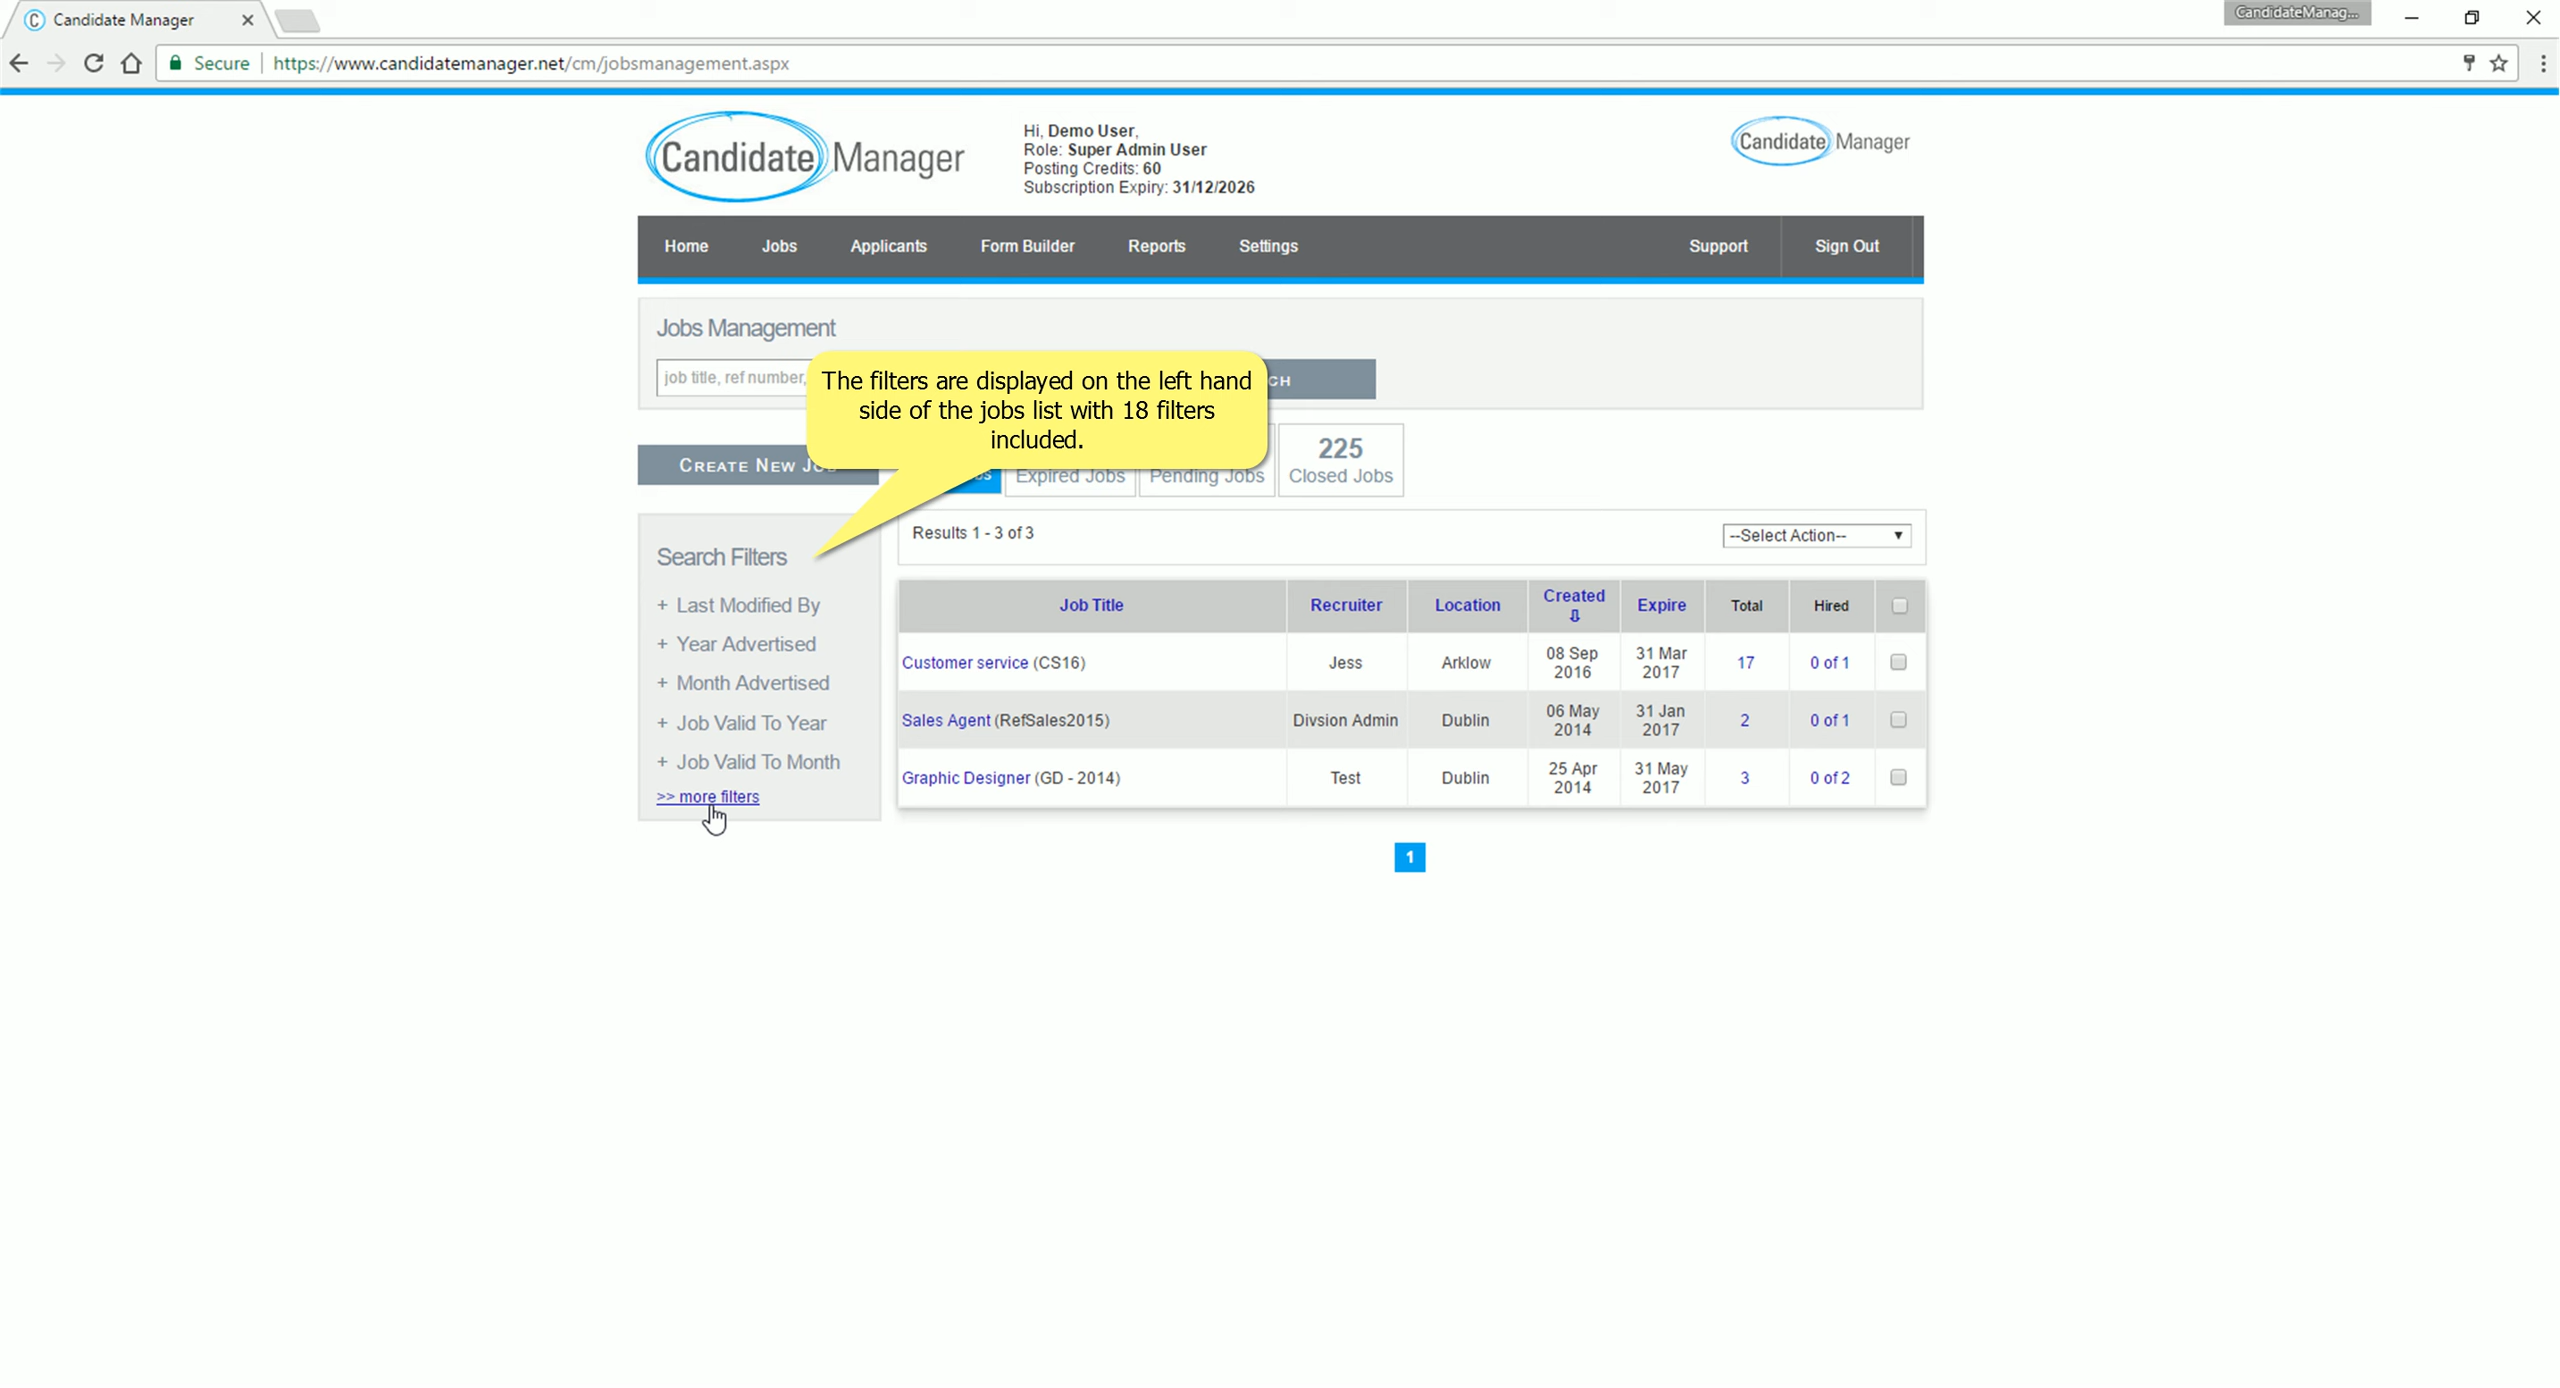 Candidate Manager
CandidateManag...
Secure https://www.candidatemanager.net/cm/jobsmanagement.aspx
Candidate Manager
Hi, Demo User,
Role: Super Admin User
Posting Credits: 60
Subscription Expiry: 31/12/2026
Candidate Manager
Home Jobs Applicants Form Builder Reports Settings Support Sign Out
Jobs Management
job title, ref number,
The filters are displayed on the left hand
side of the jobs list with 18 filters
included.
CREATE NEW
Expired Jobs
Pending Jobs
225
Closed Jobs
Results 1 - 3 of 3
--Select Action--
Search Filters
+ Last Modified By
+ Year Advertised
+ Month Advertised
+ Job Valid To Year
+ Job Valid To Month
>> more filters
Job Title Recruiter Location Created ⇩ Expire Total Hired
Customer service (CS16) Jess Arklow 08 Sep 2016 31 Mar 2017 17 0 of 1
Sales Agent (RefSales2015) Divsion Admin Dublin 06 May 2014 31 Jan 2017 2 0 of 1
Graphic Designer (GD - 2014) Test Dublin 25 Apr 2014 31 May 2017 3 0 of 2
1